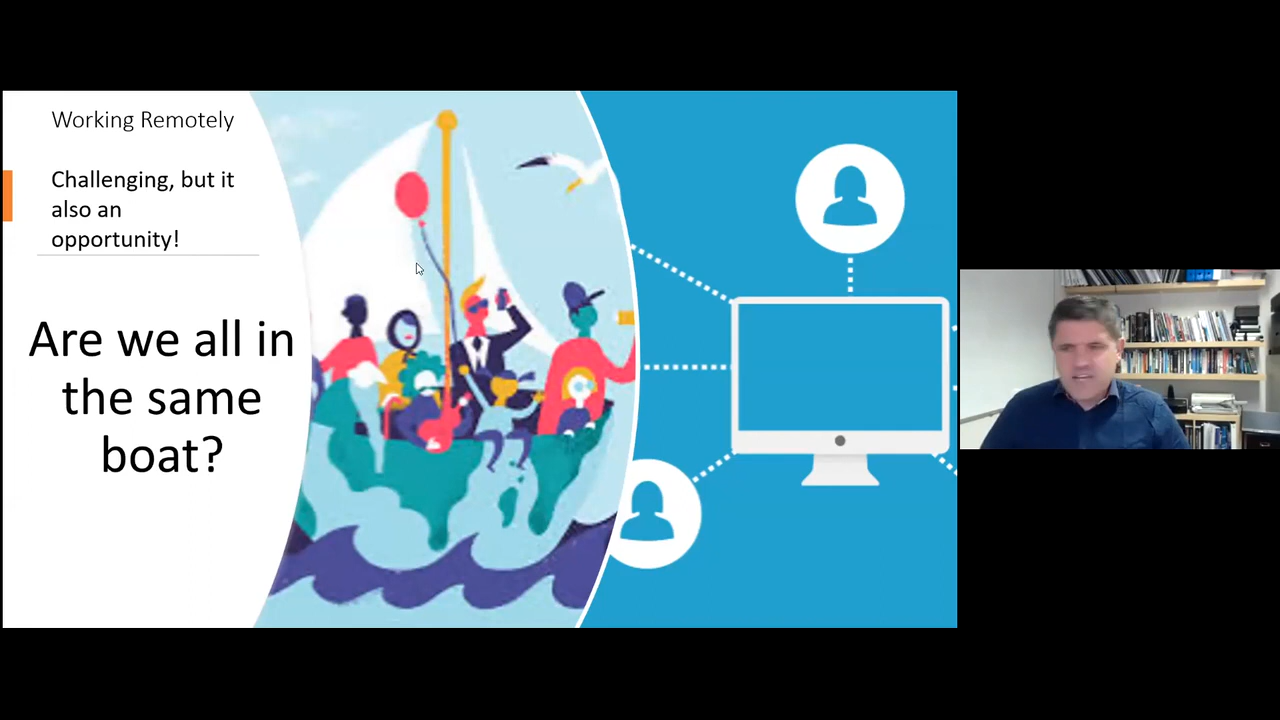 Working Remotely
Challenging, but it
also an
opportunity!
Are we all in
the same
boat?